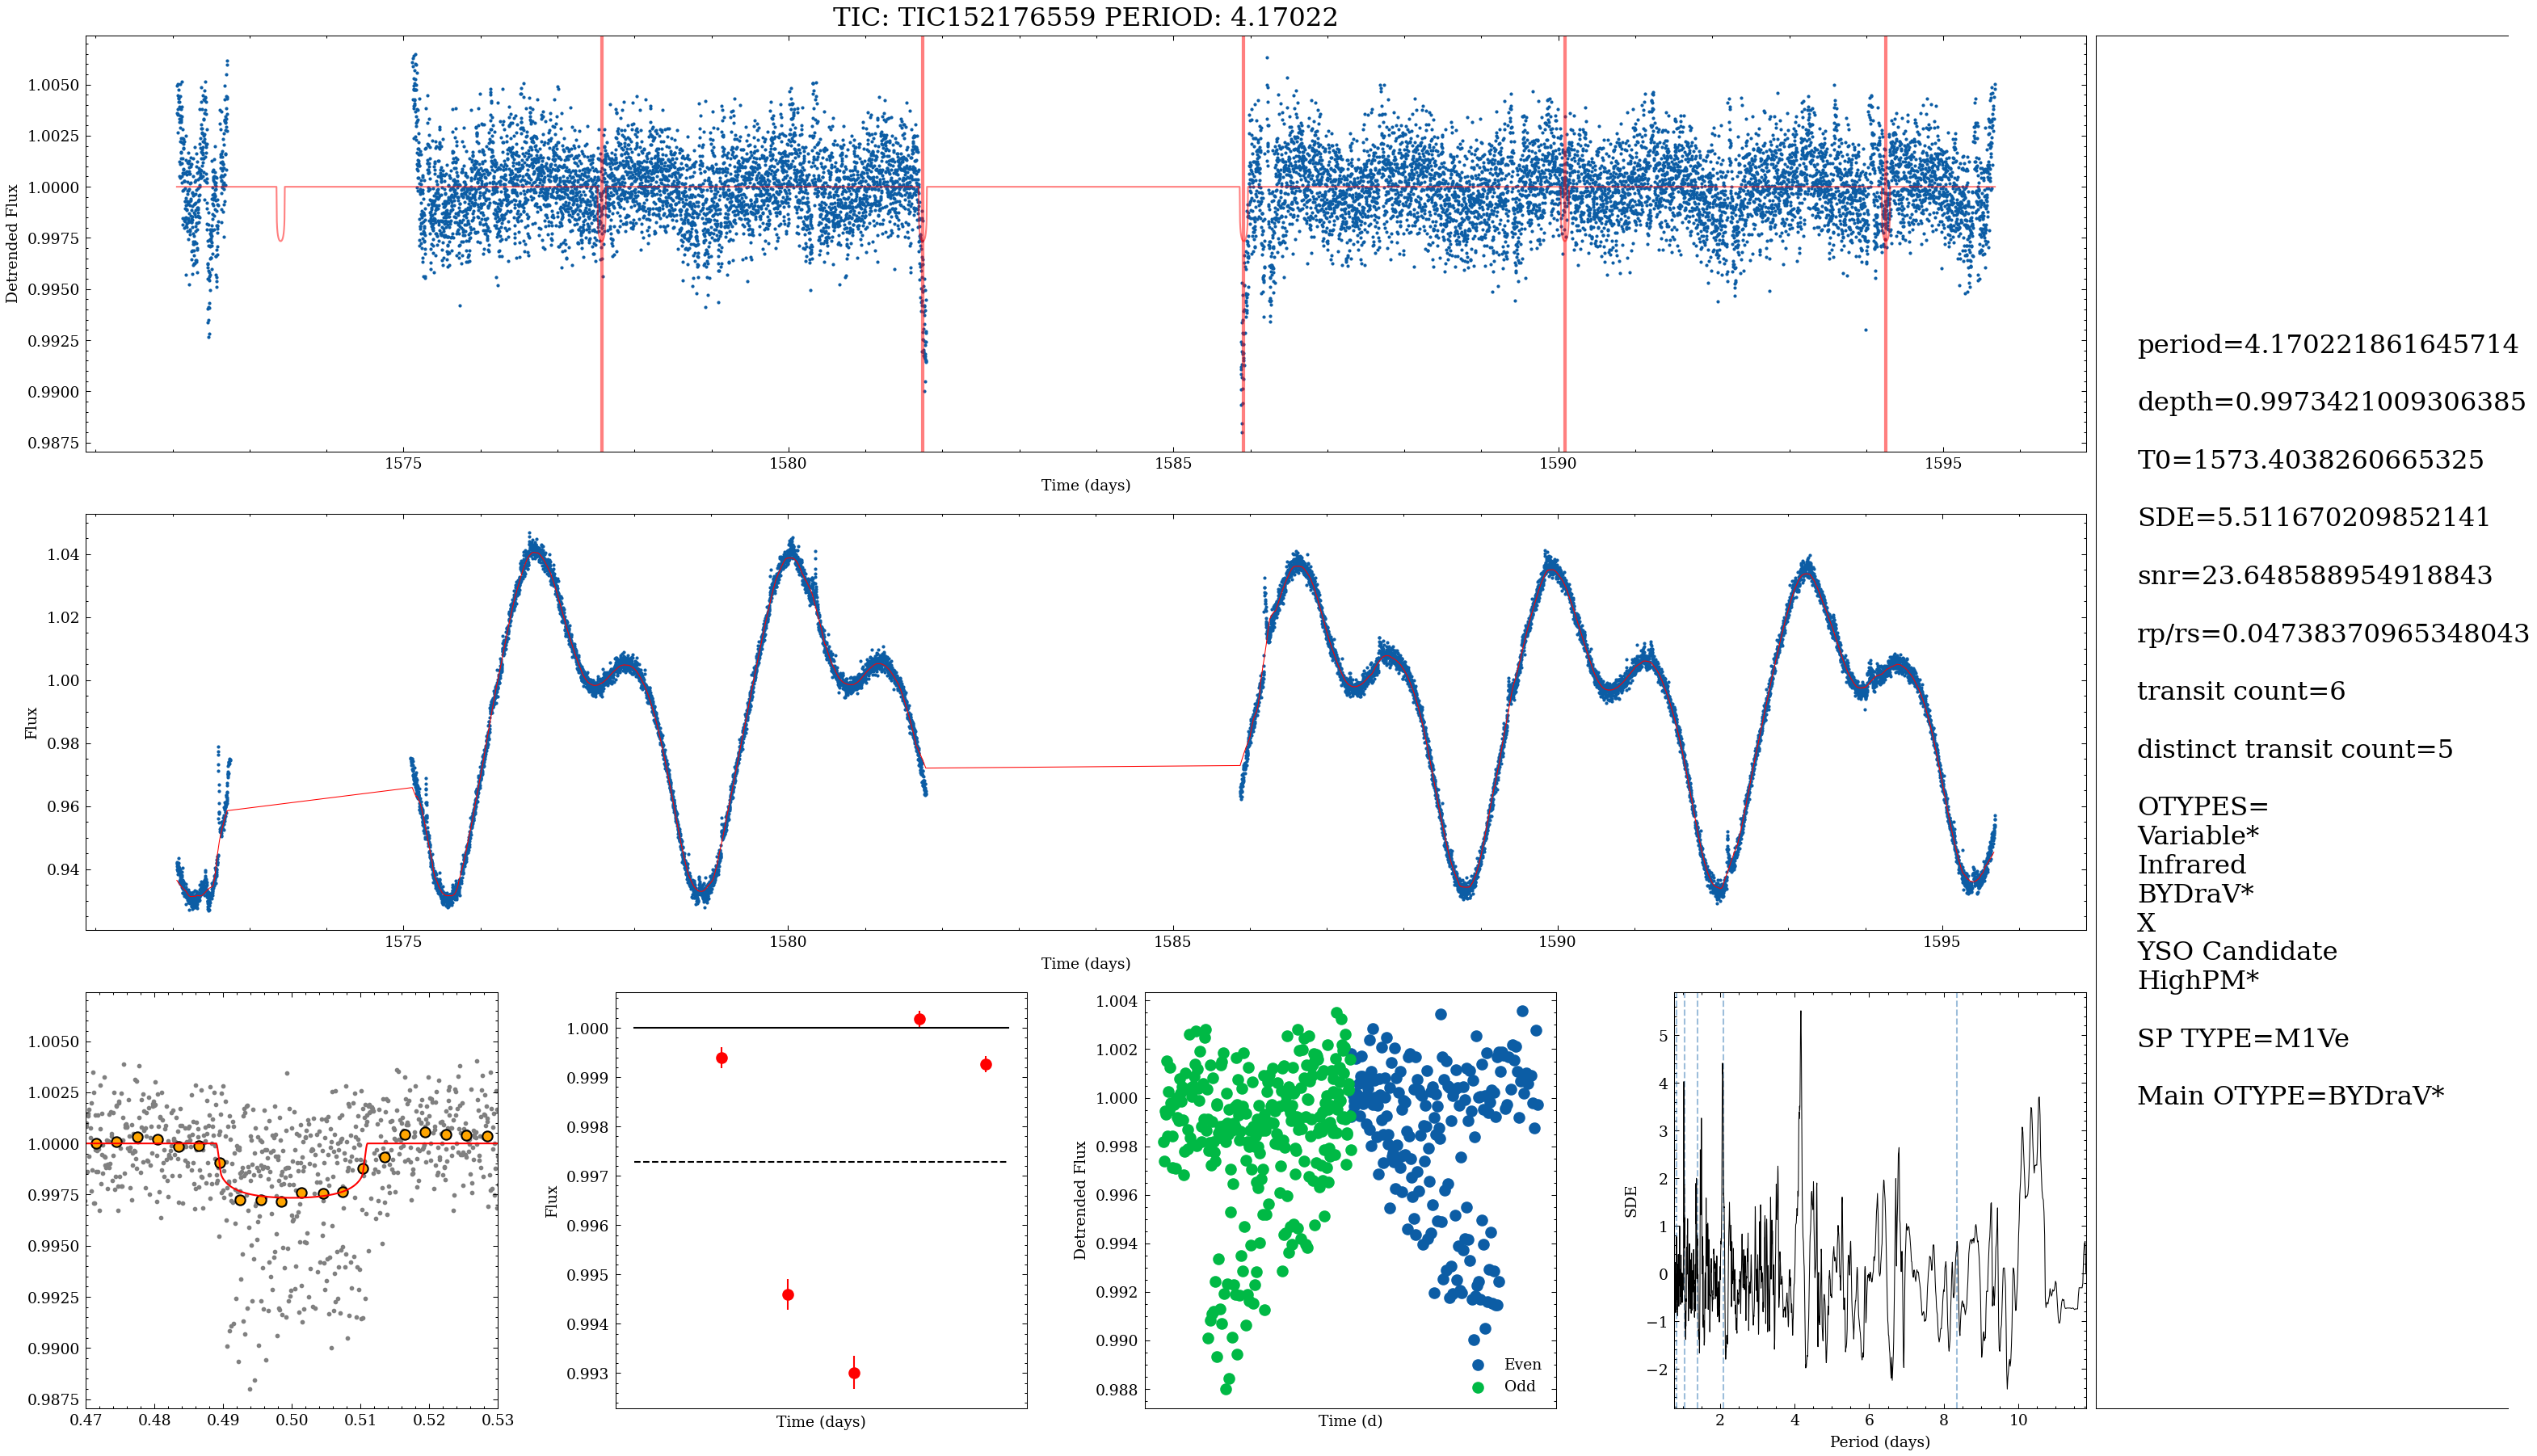 TIC: TIC152176559 PERIOD: 4.17022
1.0050
1.0025
1.0000
0.9975
0.9950
0.9925
0.9900
0.9875
Detrended Flux
1575
1580
1585
1590
1595
Time (days)
1.04
1.02
1.00
0.98
0.96
0.94
Flux
1575
1580
1585
1590
1595
Time (days)
1.0050
1.0025
1.0000
0.9975
0.9950
0.9925
0.9900
0.9875
0.47
0.48
0.49
0.50
0.51
0.52
0.53
1.000
0.999
0.998
0.997
0.996
0.995
0.994
0.993
Flux
Time (days)
1.004
1.002
1.000
0.998
0.996
0.994
0.992
0.990
0.988
Detrended Flux
Even
Odd
Time (d)
5
4
3
2
1
0
−1
−2
SDE
2
4
6
8
10
Period (days)
period=4.170221861645714
depth=0.9973421009306385
T0=1573.4038260665325
SDE=5.511670209852141
snr=23.648588954918843
rp/rs=0.04738370965348043
transit count=6
distinct transit count=5
OTYPES=
Variable*
Infrared
BYDraV*
X
YSO Candidate
HighPM*
SP TYPE=M1Ve
Main OTYPE=BYDraV*